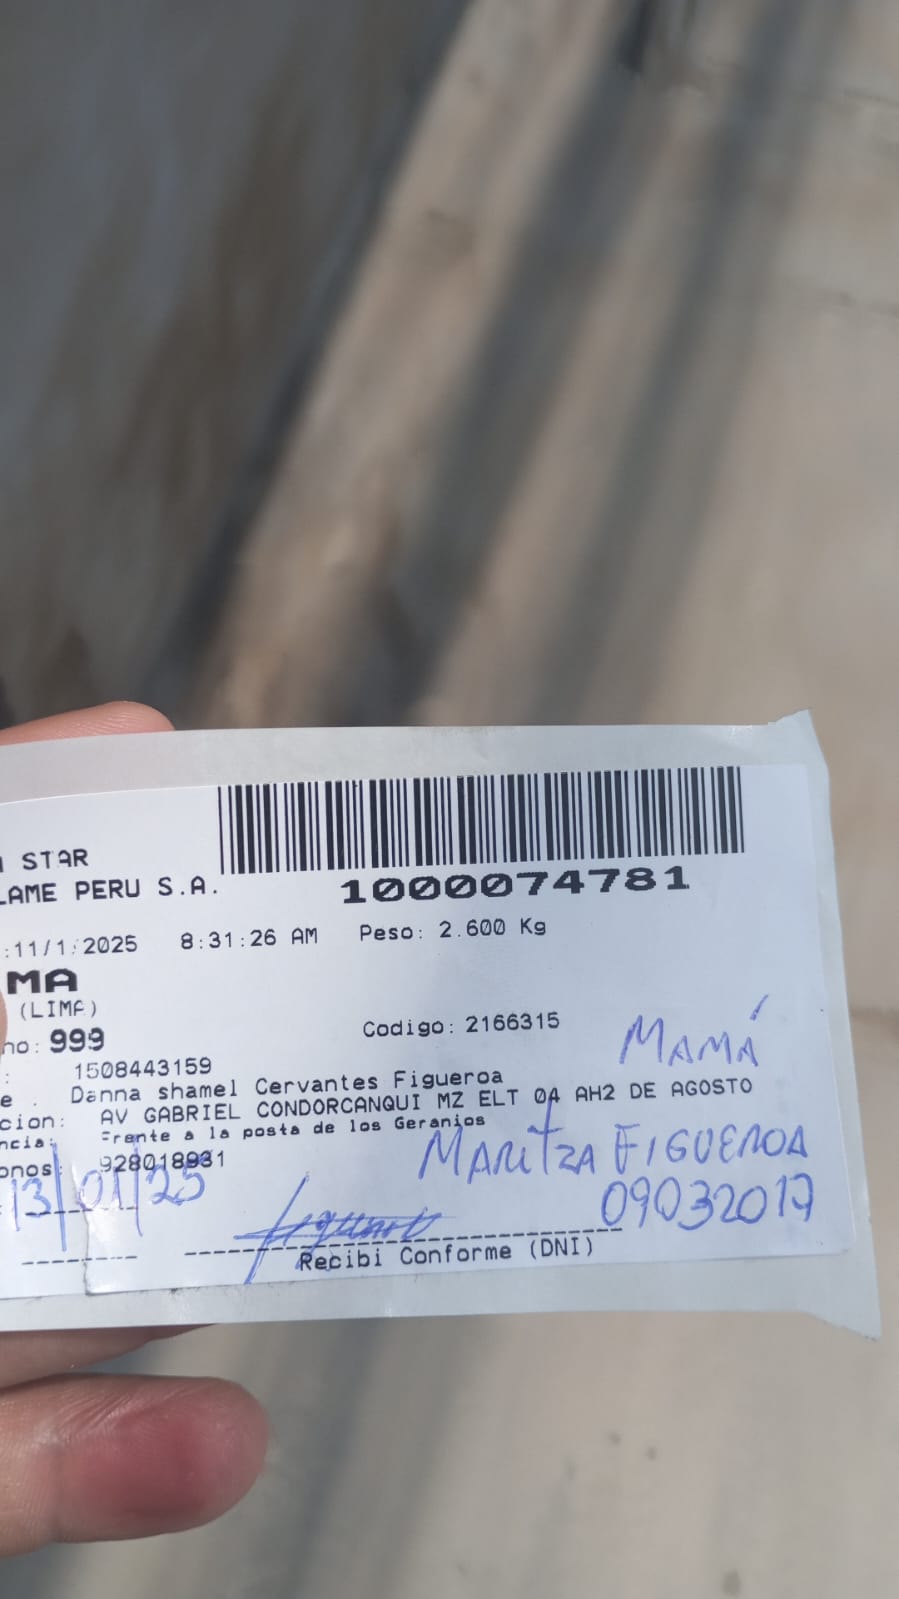 STAR
LAME PERU S.A.
1000074781
:11/1/2025 8:31:26 AM Peso: 2.600 Kg
MA
(LIMA)
no: 999 Codigo: 2166315
MAMÁ
: 1508443159
e : Danna shamel Cervantes Figueroa
cion: AV GABRIEL CONDORCANQUI MZ ELT 04 AH2 DE AGOSTO
ncia: Frente a la posta de los Geranios
onos: 928018931
MARITZA FIGUEROA
13/01/25
09032017
Recibi Conforme (DNI)